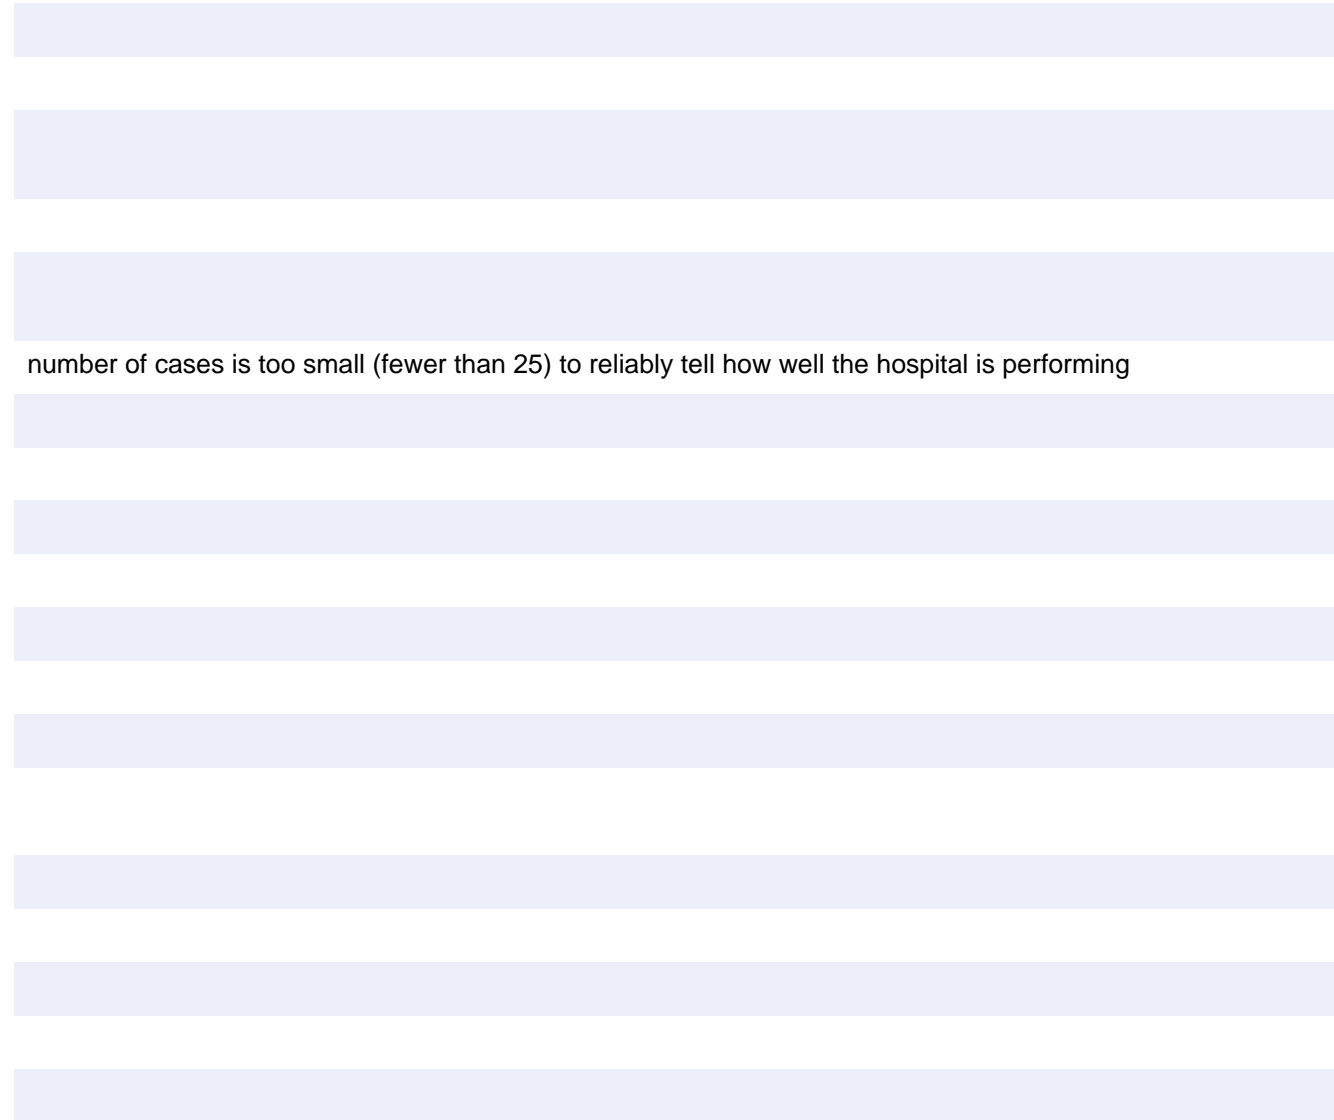 number of cases is too small (fewer than 25) to reliably tell how well the hospital is performing